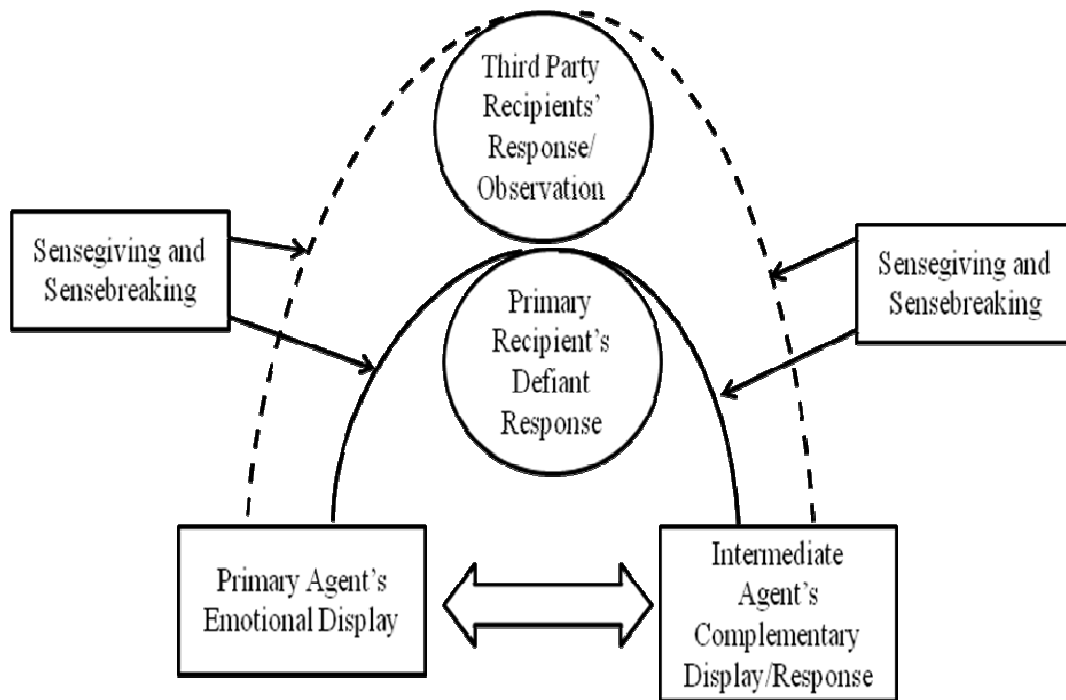 Third Party
Recipients'
Response/
Observation
Sensegiving and
Sensebreaking
Sensegiving and
Sensebreaking
Primary
Recipient's
Defiant
Response
Primary Agent's
Emotional Display
Intermediate
Agent's
Complementary
Display/Response